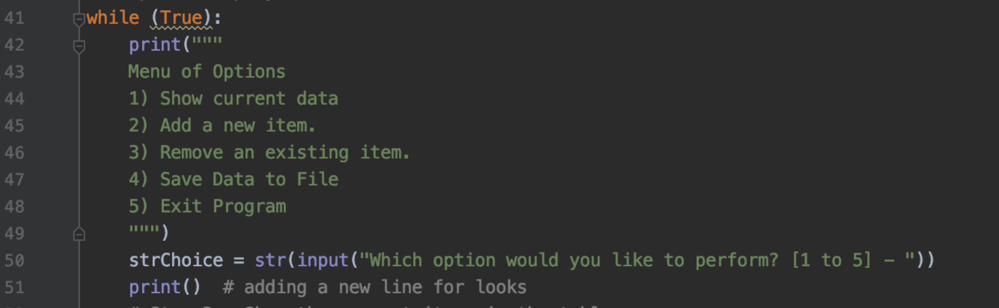 41 while (True):
42 print("""
43 Menu of Options
44 1) Show current data
45 2) Add a new item.
46 3) Remove an existing item.
47 4) Save Data to File
48 5) Exit Program
49 """)
50 strChoice = str(input("Which option would you like to perform? [1 to 5] - "))
51 print() # adding a new line for looks